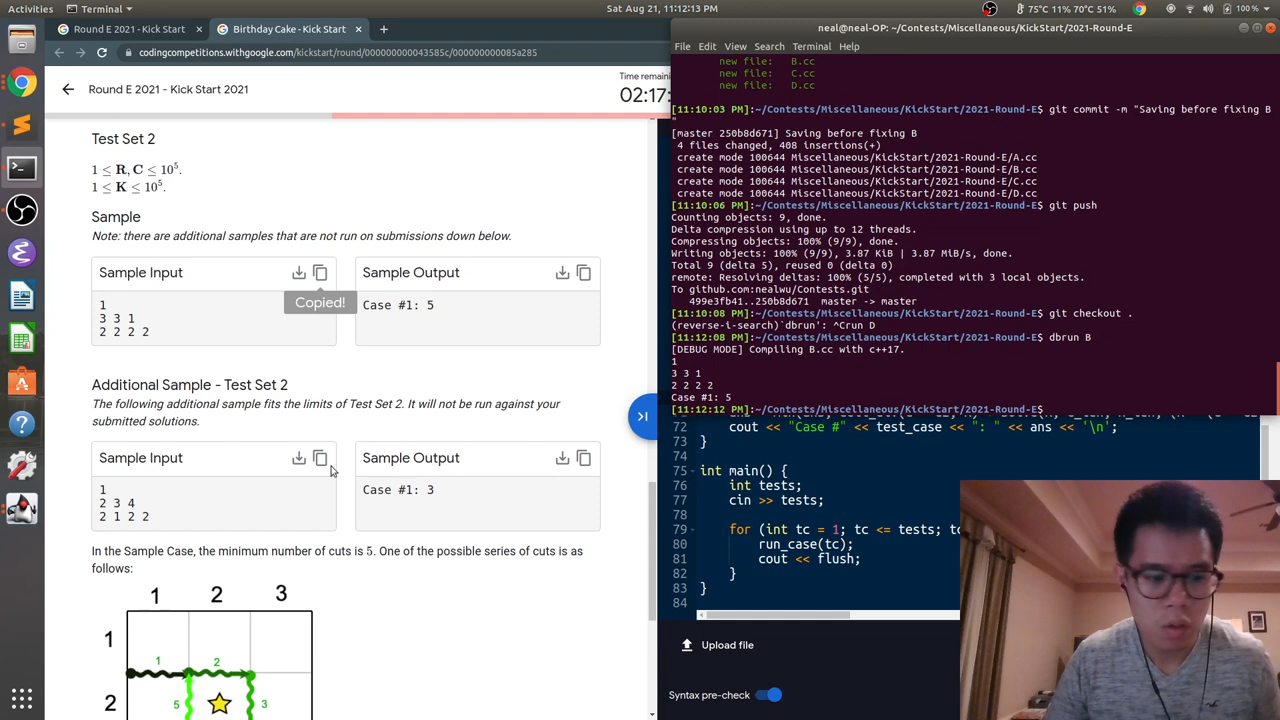 Activities
Terminal
Sat Aug 21, 11:12:13 PM
75°C 11% 70°C 51%
100 %
Round E 2021 - Kick Start
Birthday Cake - Kick Start
codingcompetitions.withgoogle.com/kickstart/round/000000000043585c/000000000085a285
Round E 2021 - Kick Start 2021
Time remaini
02:17:
Test Set 2
1 ≤ R, C ≤ 10⁵.
1 ≤ K ≤ 10⁵.
Sample
Note: there are additional samples that are not run on submissions down below.
Sample Input
1
3 3 1
2 2 2 2
Copied!
Sample Output
Case #1: 5
Additional Sample - Test Set 2
The following additional sample fits the limits of Test Set 2. It will not be run against your
submitted solutions.
Sample Input
1
2 3 4
2 1 2 2
Sample Output
Case #1: 3
In the Sample Case, the minimum number of cuts is 5. One of the possible series of cuts is as
follows:
1 2 3
1
1 2
2
5 3
neal@neal-OP: ~/Contests/Miscellaneous/KickStart/2021-Round-E
File Edit View Search Terminal Help
new file: B.cc
new file: C.cc
new file: D.cc
[11:10:03 PM]:~/Contests/Miscellaneous/KickStart/2021-Round-E$ git commit -m "Saving before fixing B
"
[master 250b8d671] Saving before fixing B
4 files changed, 408 insertions(+)
create mode 100644 Miscellaneous/KickStart/2021-Round-E/A.cc
create mode 100644 Miscellaneous/KickStart/2021-Round-E/B.cc
create mode 100644 Miscellaneous/KickStart/2021-Round-E/C.cc
create mode 100644 Miscellaneous/KickStart/2021-Round-E/D.cc
[11:10:06 PM]:~/Contests/Miscellaneous/KickStart/2021-Round-E$ git push
Counting objects: 9, done.
Delta compression using up to 12 threads.
Compressing objects: 100% (9/9), done.
Writing objects: 100% (9/9), 3.87 KiB | 3.87 MiB/s, done.
Total 9 (delta 5), reused 0 (delta 0)
remote: Resolving deltas: 100% (5/5), completed with 3 local objects.
To github.com:nealwu/Contests.git
499e3fb41..250b8d671 master -> master
[11:10:08 PM]:~/Contests/Miscellaneous/KickStart/2021-Round-E$ git checkout .
(reverse-i-search)`dbrun': ^Crun D
[11:12:08 PM]:~/Contests/Miscellaneous/KickStart/2021-Round-E$ dbrun B
[DEBUG MODE] Compiling B.cc with c++17.
1
3 3 1
2 2 2 2
Case #1: 5
[11:12:12 PM]:~/Contests/Miscellaneous/KickStart/2021-Round-E$
72 cout << "Case #" << test_case << ": " << ans << '\n';
73 }
74
75 int main() {
76 int tests;
77 cin >> tests;
78
79 for (int tc = 1; tc <= tests; tc
80 run_case(tc);
81 cout << flush;
82 }
83 }
84
Upload file
Syntax pre-check